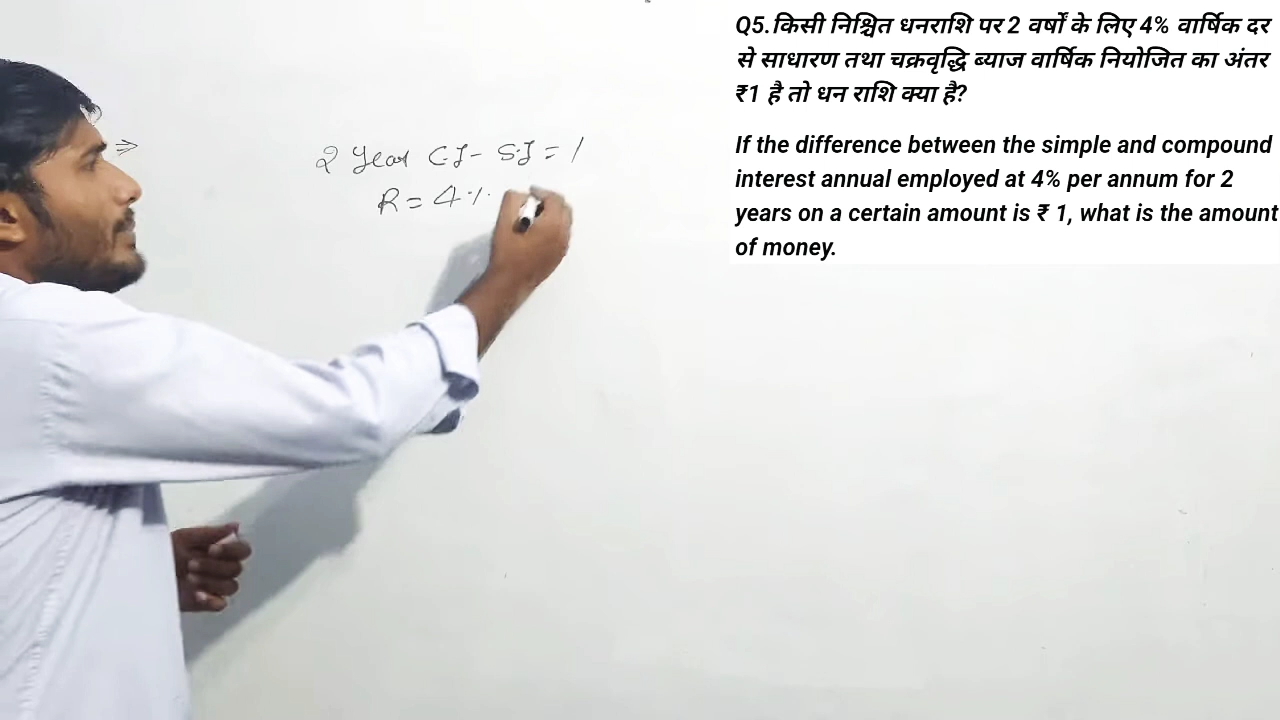 Q5.किसी निश्चित धनराशि पर 2 वर्षों के लिए 4% वार्षिक दर
से साधारण तथा चक्रवृद्धि ब्याज वार्षिक नियोजित का अंतर
₹1 है तो धन राशि क्या है?
If the difference between the simple and compound
interest annual employed at 4% per annum for 2
years on a certain amount is ₹ 1, what is the amount
of money.
⇒ 2 Year C.I - S.I = 1
R = 4%